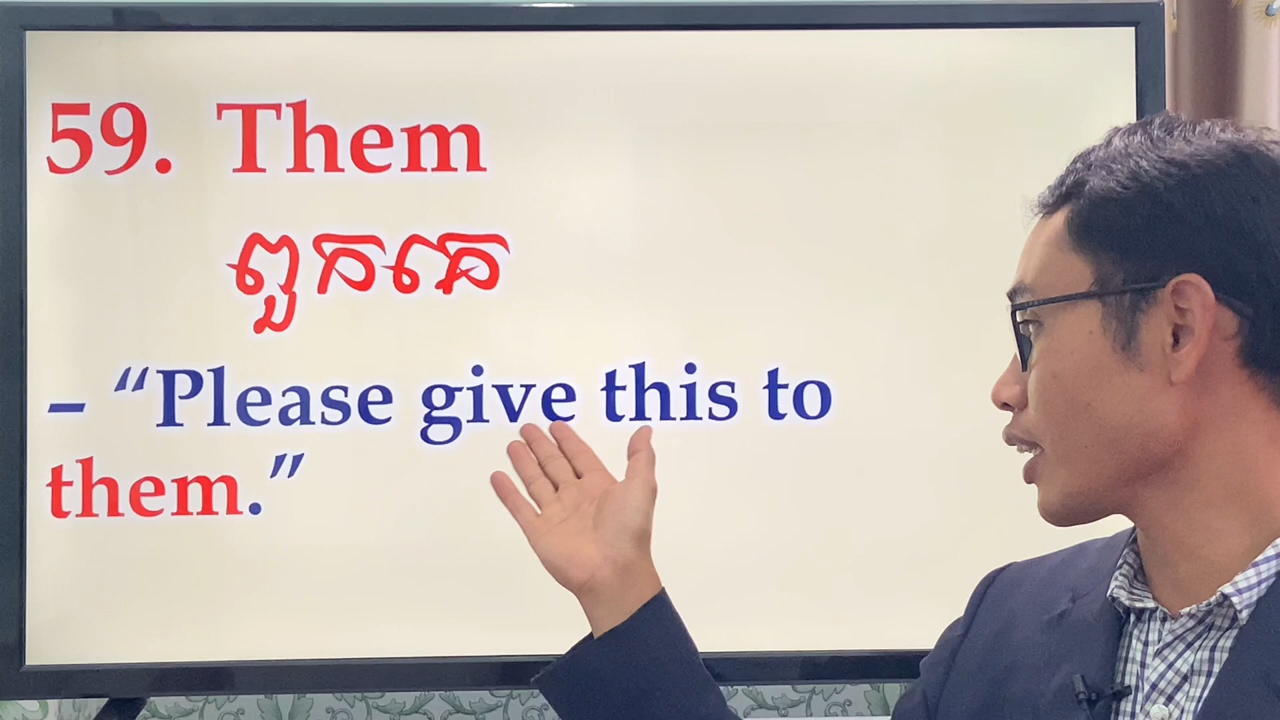 59. Them
ពួកគេ
– “Please give this to
them.”